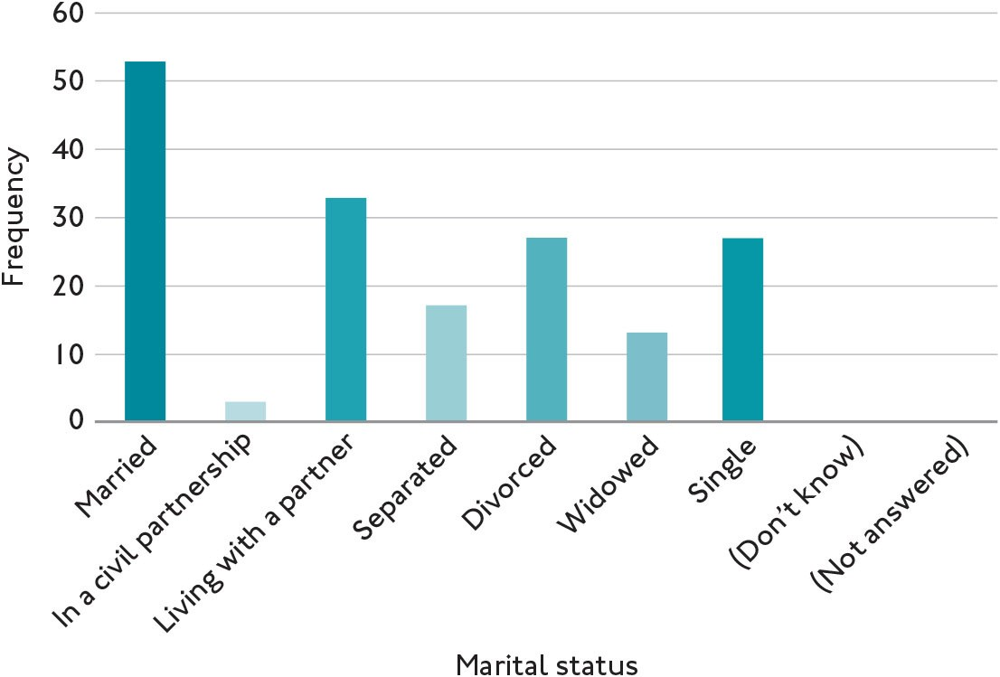 60
50
40
30
20
10
0
Frequency
Married
In a civil partnership
Living with a partner
Separated
Divorced
Widowed
Single
(Don’t know)
(Not answered)
Marital status